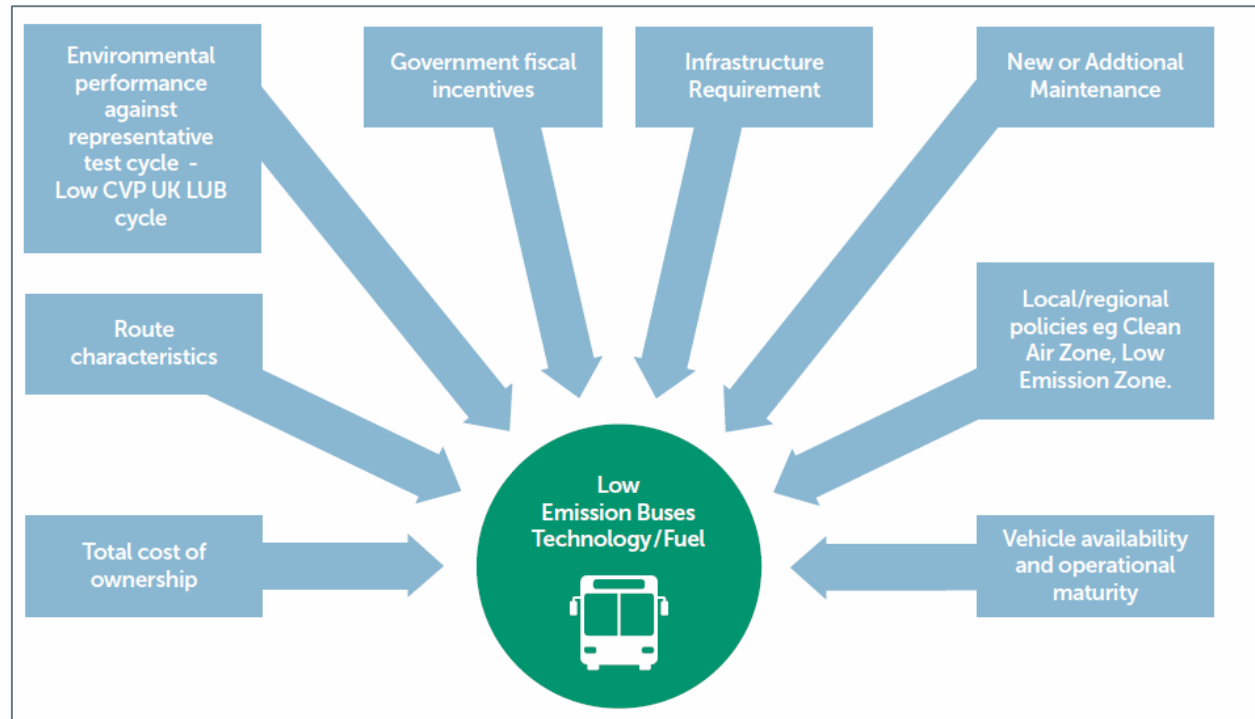 Environmental
performance
against
representative
test cycle  -
Low CVP UK LUB
cycle
Government fiscal
incentives
Infrastructure
Requirement
New or Addtional
Maintenance
Route
characteristics
Local/regional
policies eg Clean
Air Zone, Low
Emission Zone.
Total cost of
ownership
Low
Emission Buses
Technology/Fuel
Vehicle availability
and operational
maturity